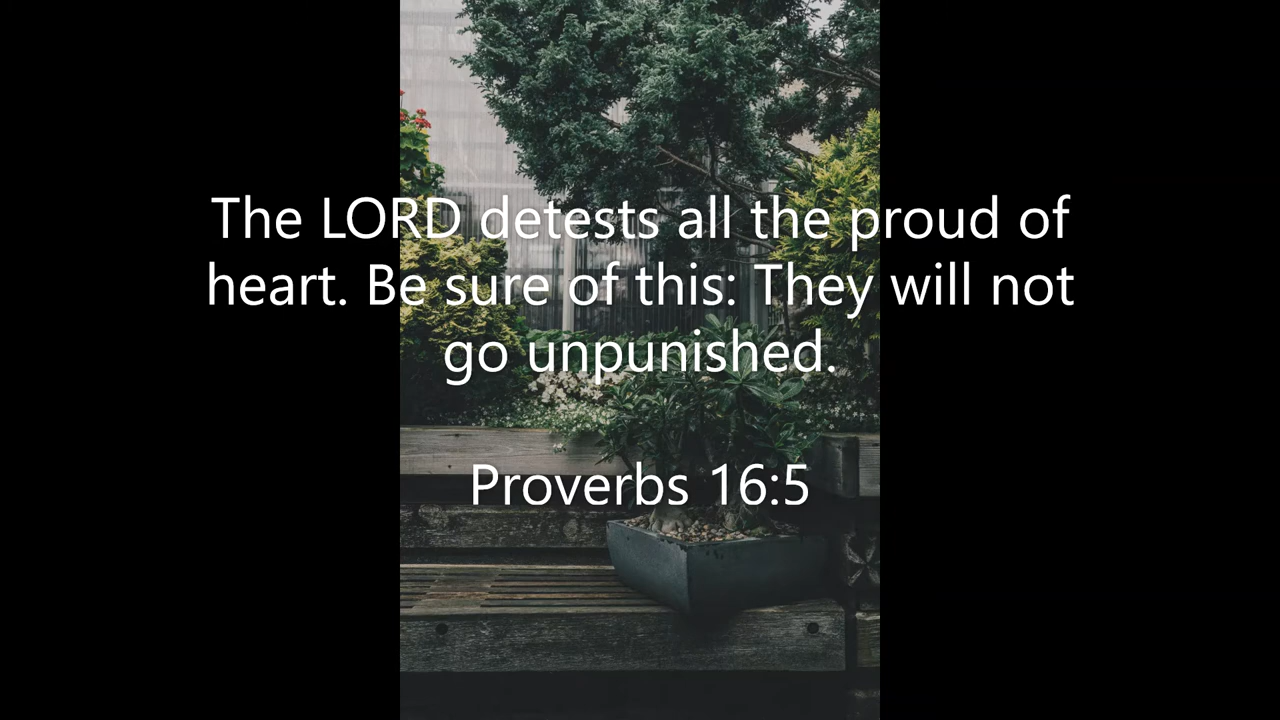 The LORD detests all the proud of
heart. Be sure of this: They will not
go unpunished.
Proverbs 16:5